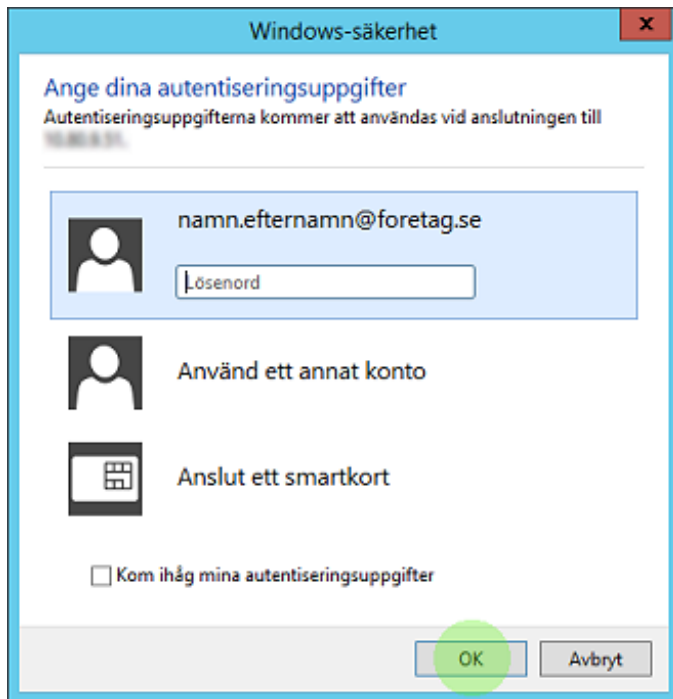 Windows-säkerhet
x
Ange dina autentiseringsuppgifter
Autentiseringsuppgifterna kommer att användas vid anslutningen till
namn.efternamn@foretag.se
Lösenord
Använd ett annat konto
Anslut ett smartkort
Kom ihåg mina autentiseringsuppgifter
OK
Avbryt